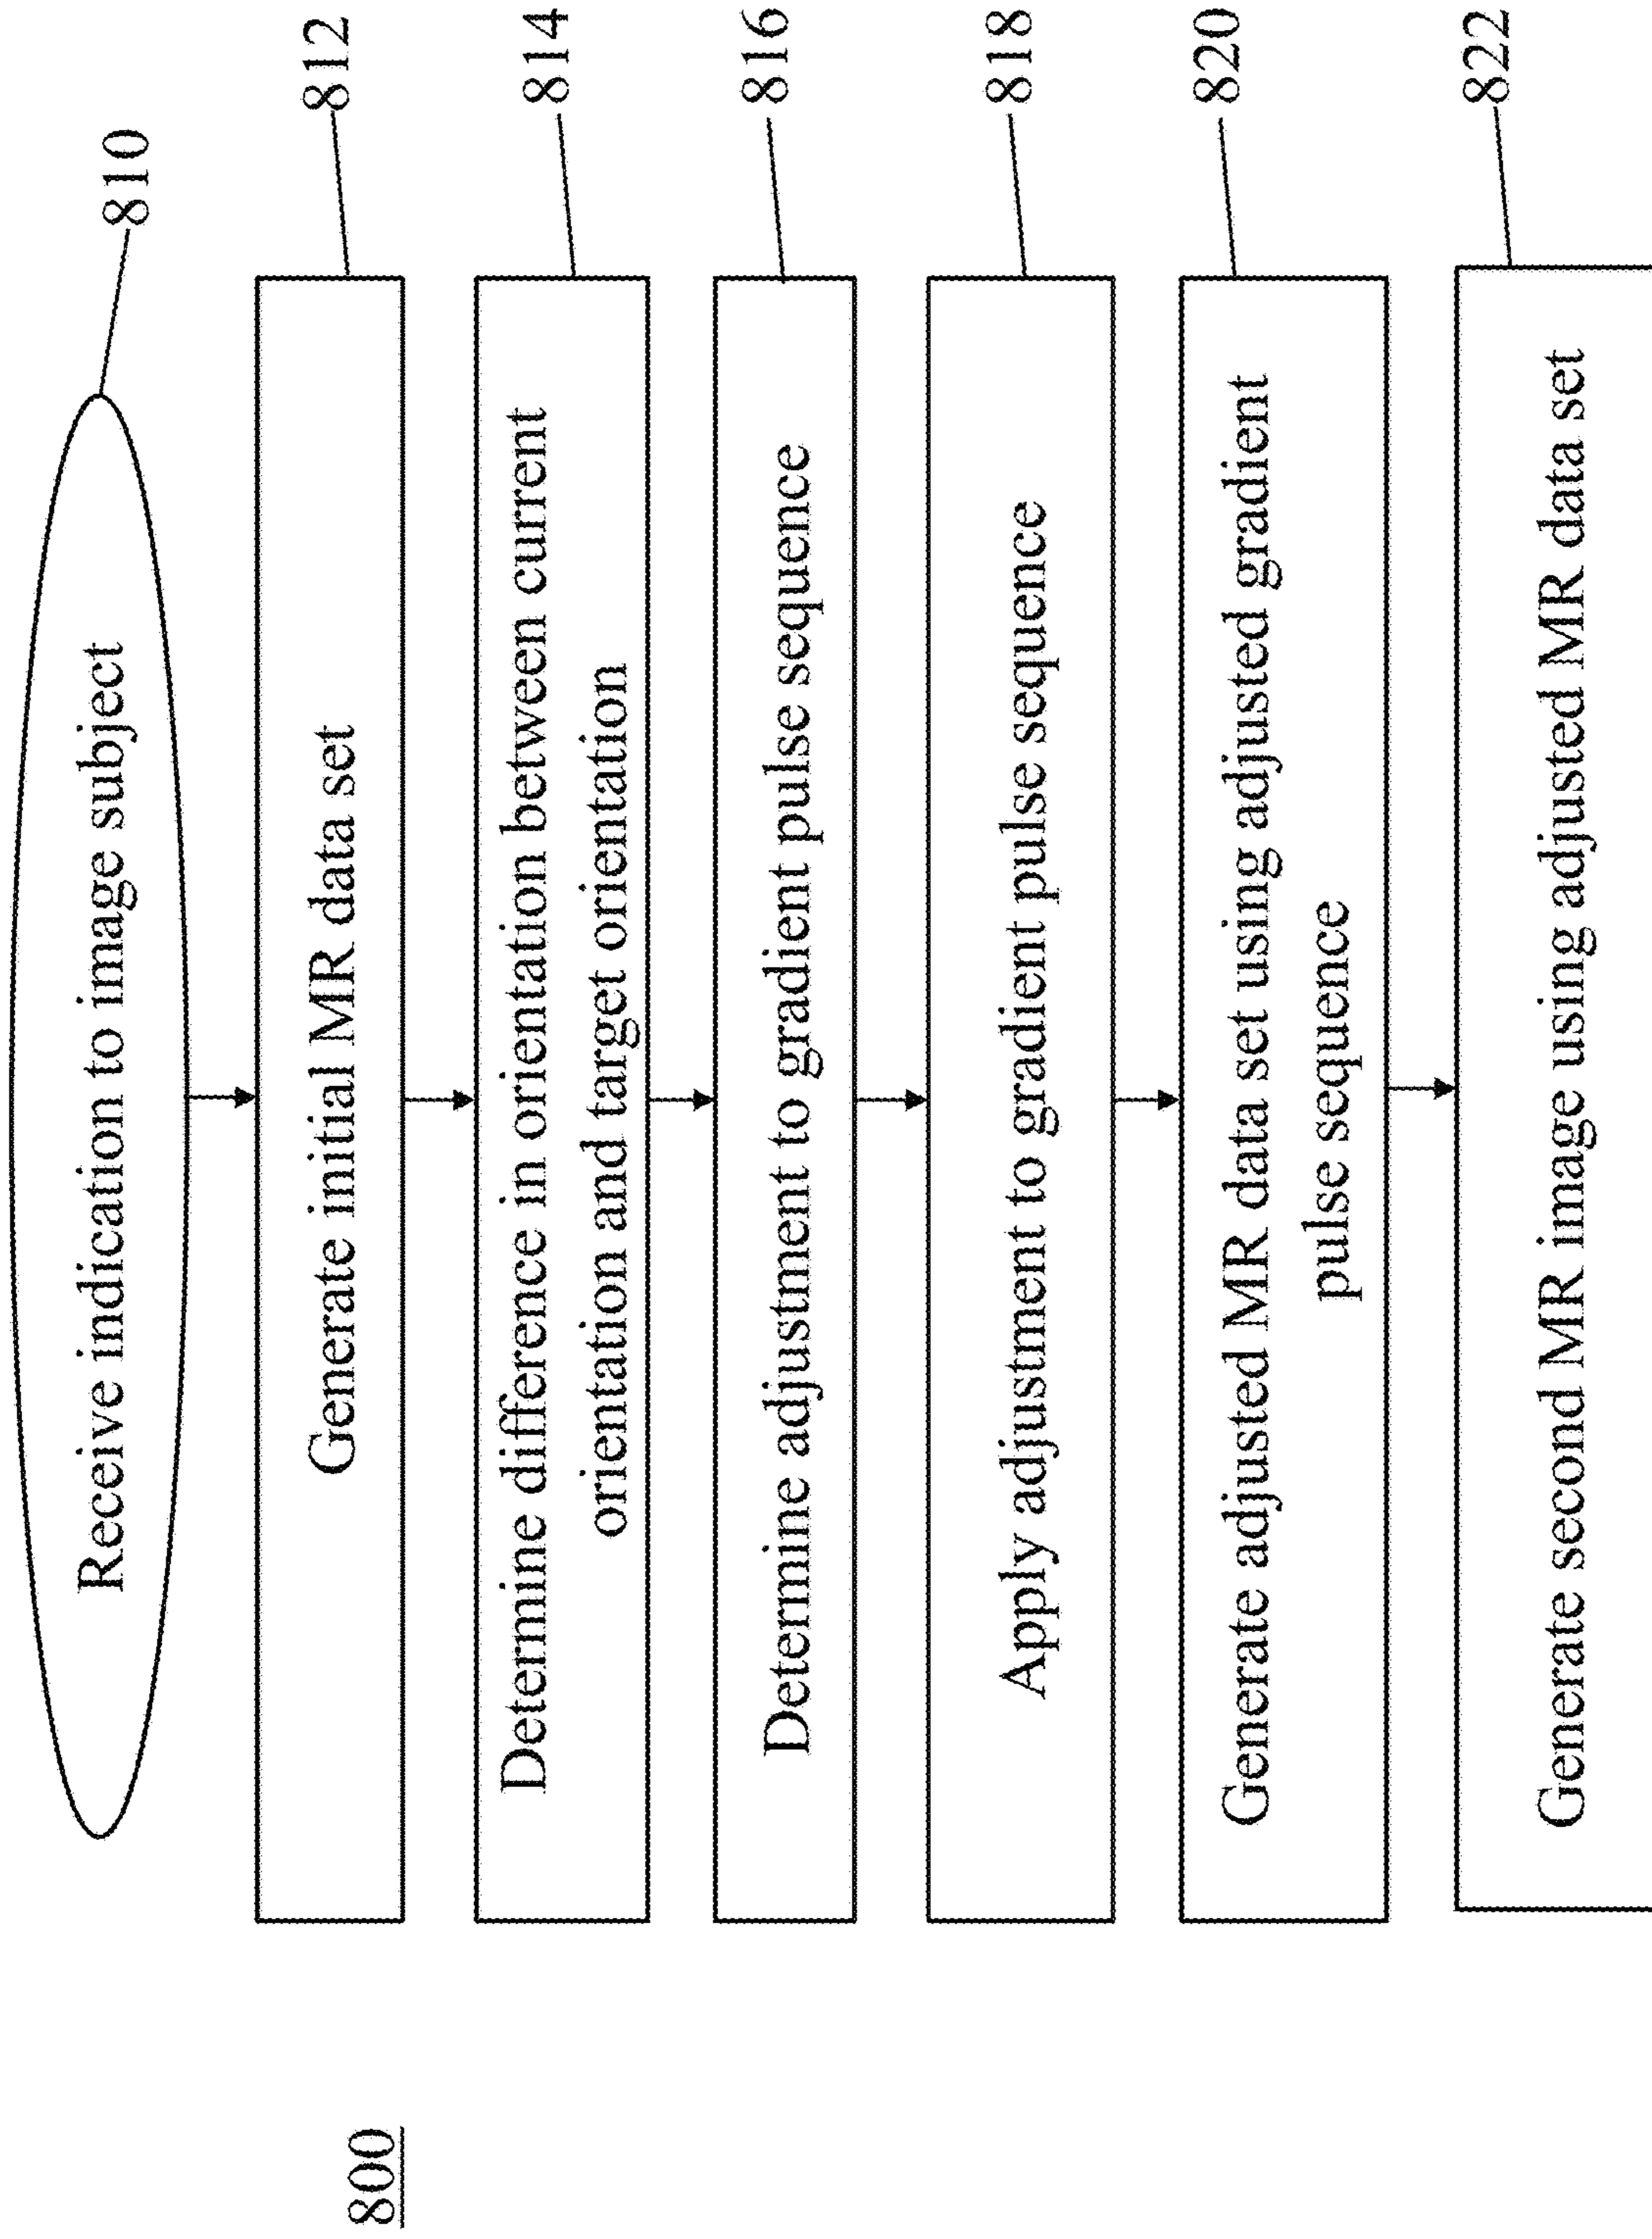 800
810
Receive indication to image subject
812
Generate initial MR data set
814
Determine difference in orientation between current
orientation and target orientation
816
Determine adjustment to gradient pulse sequence
818
Apply adjustment to gradient pulse sequence
820
Generate adjusted MR data set using adjusted gradient
pulse sequence
822
Generate second MR image using adjusted MR data set